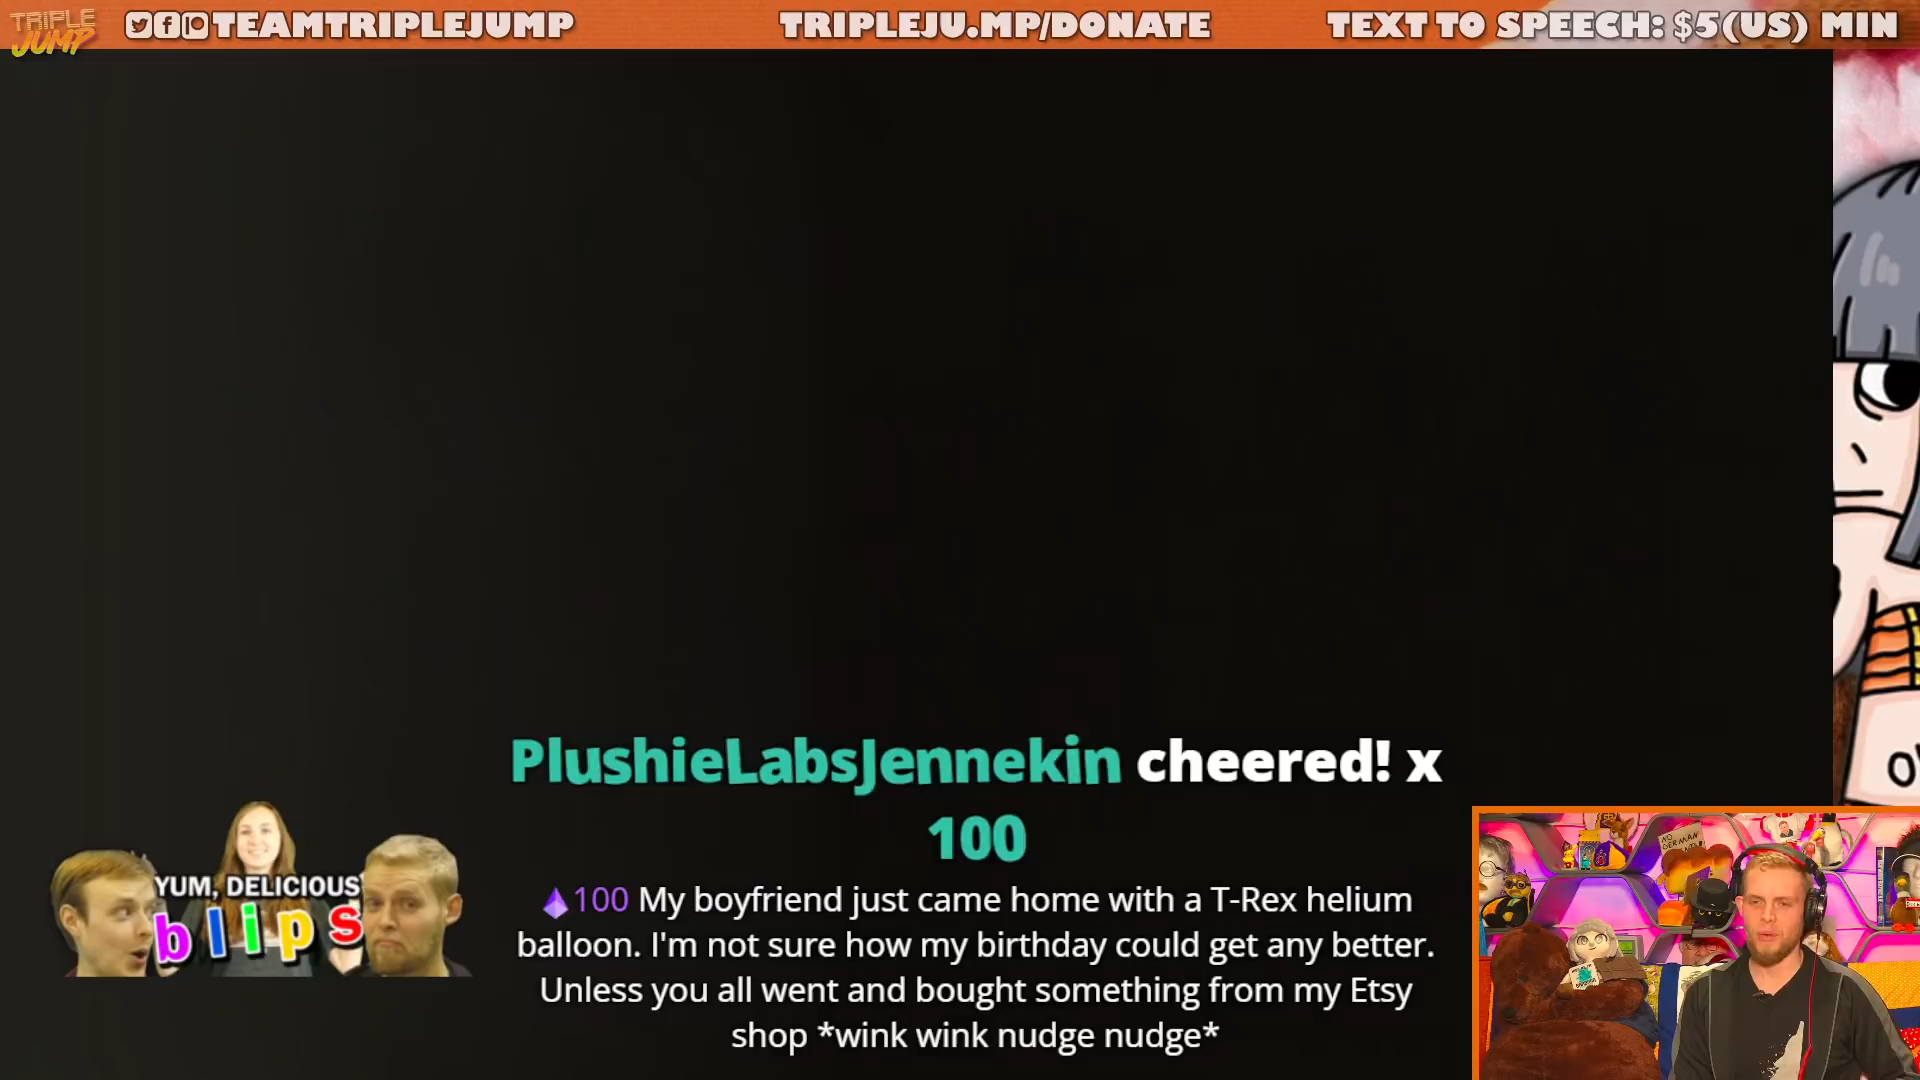 TRIPLE
JUMP
TEAMTRIPLEJUMP
TRIPLEJU.MP/DONATE
TEXT TO SPEECH: $5(US) MIN
PlushieLabsJennekin cheered! x
100
100 My boyfriend just came home with a T-Rex helium
balloon. I'm not sure how my birthday could get any better.
Unless you all went and bought something from my Etsy
shop *wink wink nudge nudge*
YUM, DELICIOUS
blips
NO
GERMAN